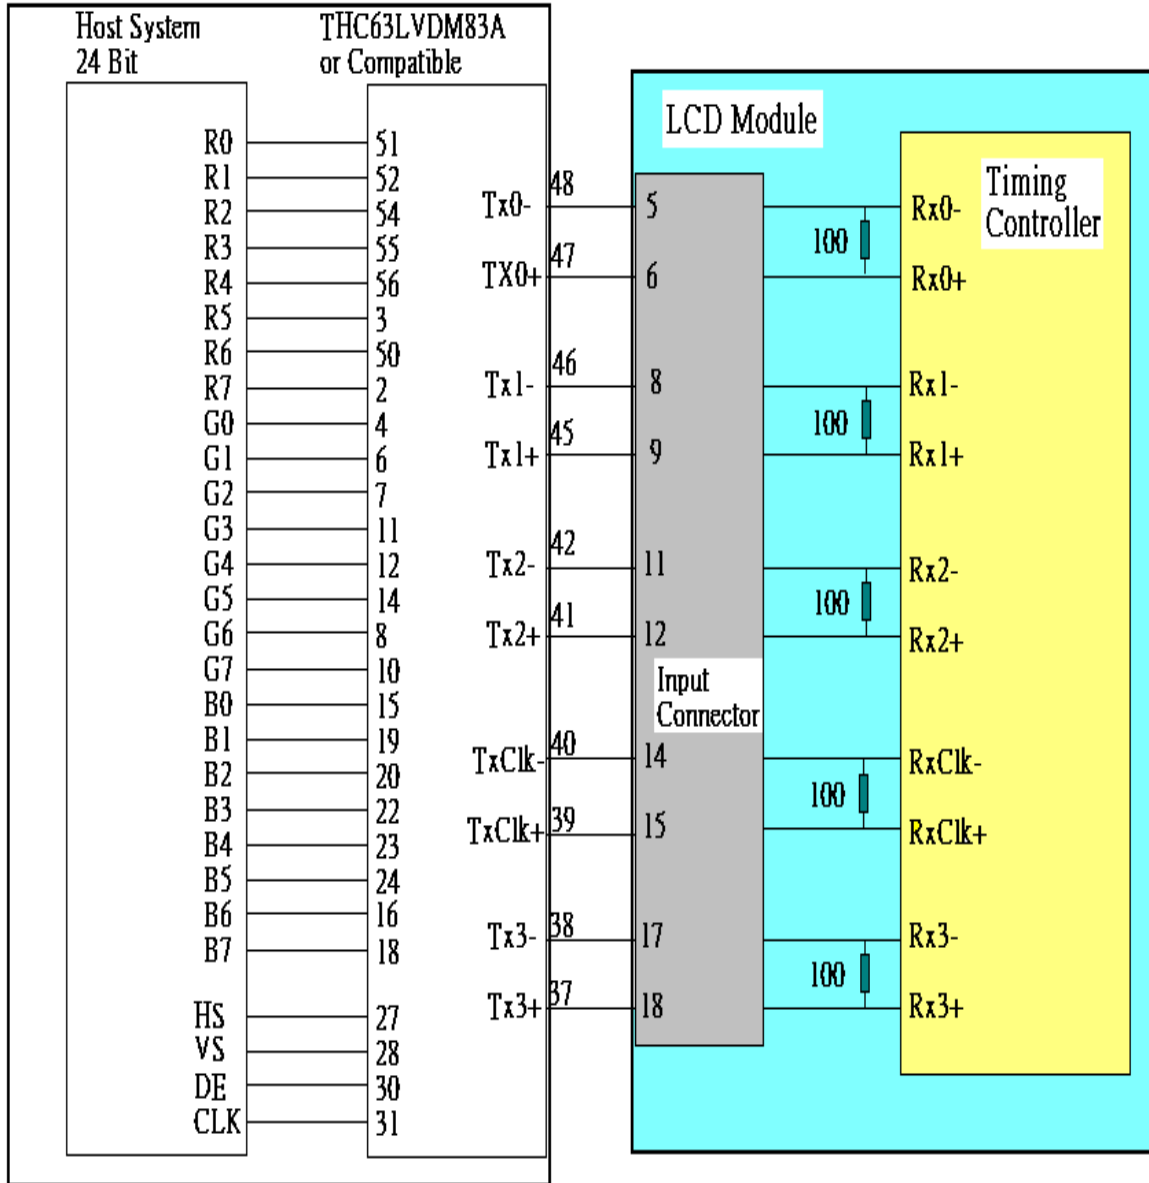 Host System
24 Bit
THC63LVDM83A
or Compatible
LCD Module
Timing
Controller
Input
Connector
R0 51
R1 52
R2 54
R3 55
R4 56
R5 3
R6 50
R7 2
G0 4
G1 6
G2 7
G3 11
G4 12
G5 14
G6 8
G7 10
B0 15
B1 19
B2 20
B3 22
B4 23
B5 24
B6 16
B7 18
HS 27
VS 28
DE 30
CLK 31
Tx0- 48 5 Rx0-
100
TX0+ 47 6 Rx0+
Tx1- 46 8 Rx1-
100
Tx1+ 45 9 Rx1+
Tx2- 42 11 Rx2-
100
Tx2+ 41 12 Rx2+
TxClk- 40 14 RxClk-
100
TxClk+ 39 15 RxClk+
Tx3- 38 17 Rx3-
100
Tx3+ 37 18 Rx3+